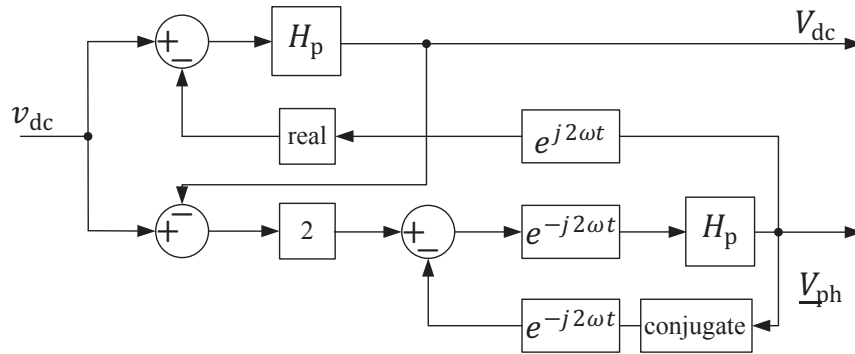 V_dc
+ − H_p
v_dc
real e^{j2ωt}
+ − 2 + − e^{-j2ωt} H_p
V_ph
e^{-j2ωt} conjugate